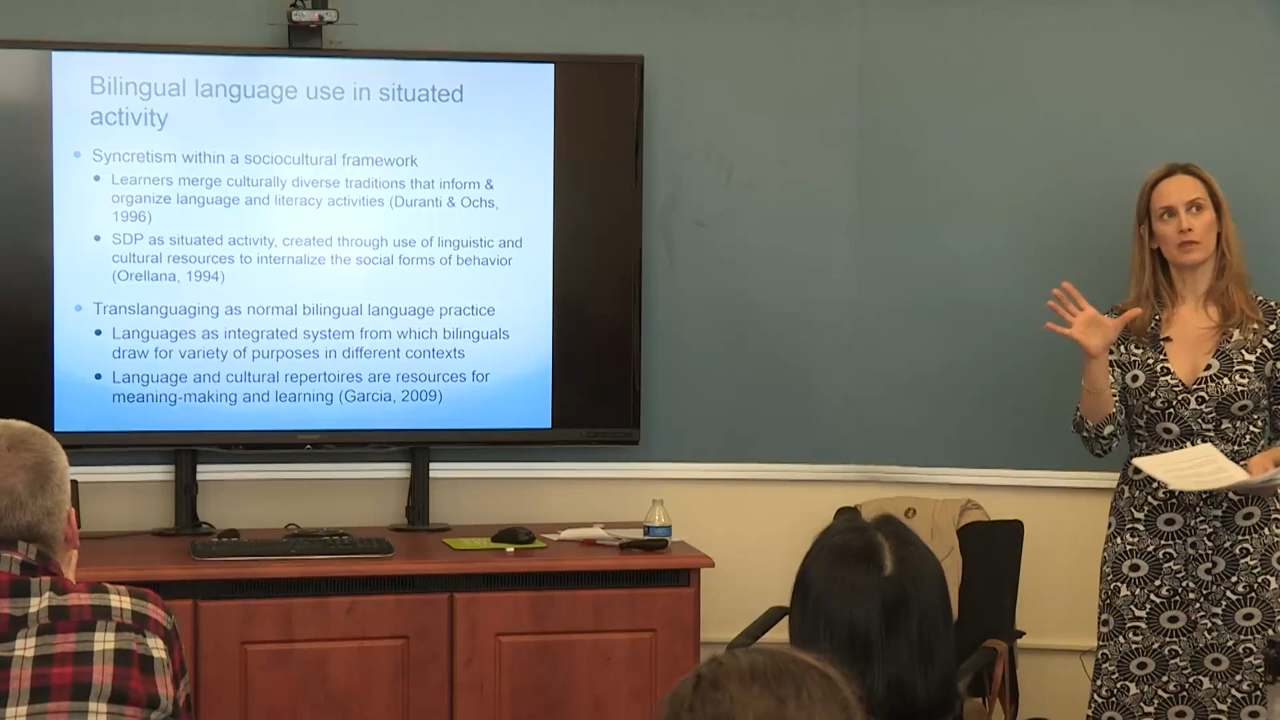 Bilingual language use in situated
activity
Syncretism within a sociocultural framework
Learners merge culturally diverse traditions that inform &
organize language and literacy activities (Duranti & Ochs,
1996)
SDP as situated activity, created through use of linguistic and
cultural resources to internalize the social forms of behavior
(Orellana, 1994)
Translanguaging as normal bilingual language practice
Languages as integrated system from which bilinguals
draw for variety of purposes in different contexts
Language and cultural repertoires are resources for
meaning-making and learning (Garcia, 2009)